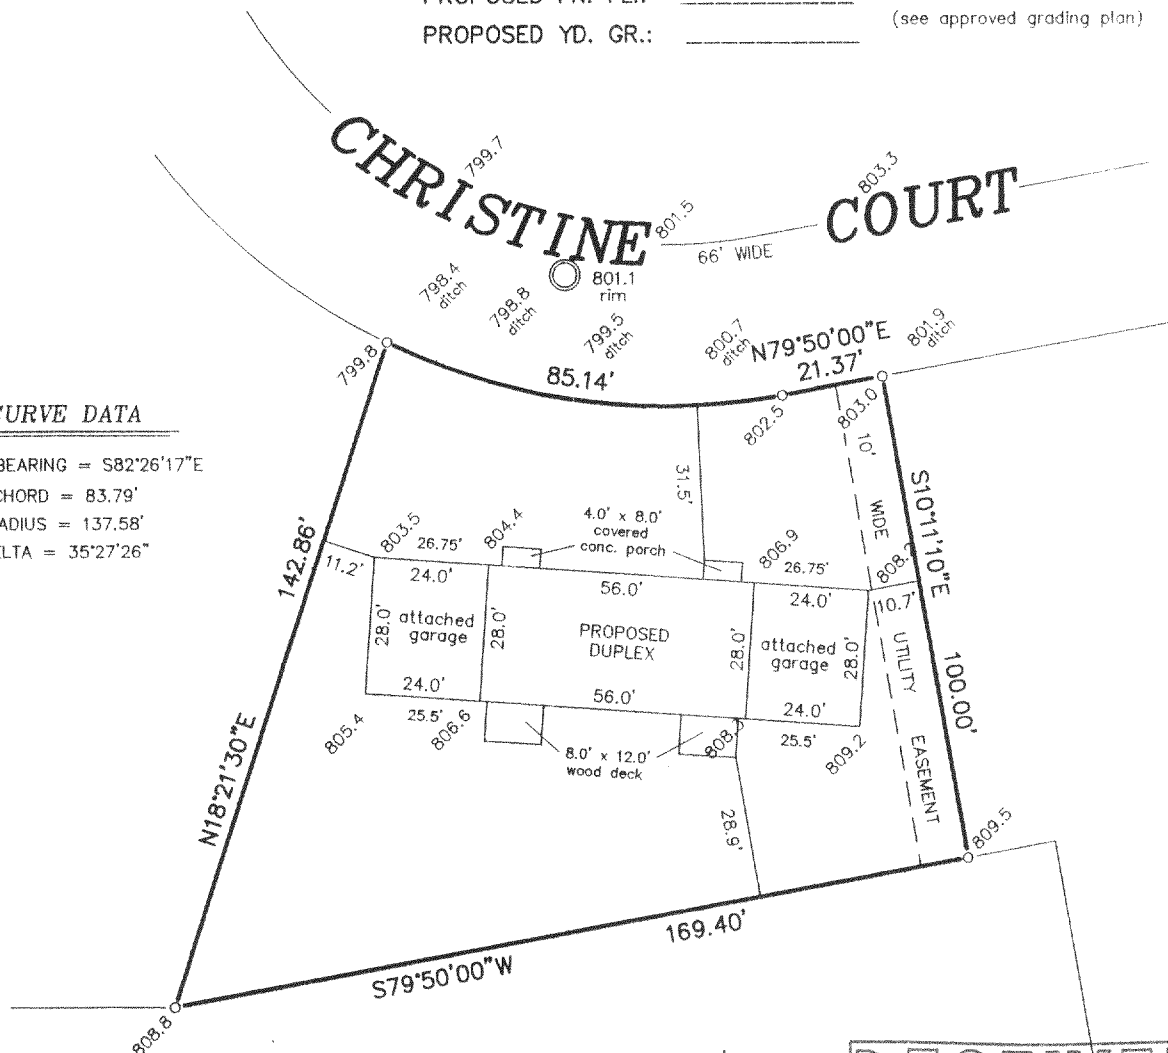 PROPOSED YD. GR.:
(see approved grading plan)
CHRISTINE COURT
799.7
803.3
801.5
66' WIDE
801.1
rim
798.4
ditch
798.8
ditch
799.5
ditch
800.7
ditch
N79°50'00"E
21.37'
801.9
ditch
799.8
85.14'
802.5
803.0
CURVE DATA
BEARING = S82°26'17"E
CHORD = 83.79'
RADIUS = 137.58'
DELTA = 35°27'26"
10'
WIDE
UTILITY
EASEMENT
S10°11'10"E
100.00'
31.5'
4.0' x 8.0'
covered
conc. porch
142.86'
N18°21'30"E
11.2'
803.5
26.75'
804.4
806.9
26.75'
10.7'
24.0'
56.0'
24.0'
28.0'
attached
garage
28.0'
PROPOSED
DUPLEX
28.0'
attached
garage
28.0'
24.0'
56.0'
24.0'
805.4
25.5'
806.6
8.0' x 12.0'
wood deck
25.5'
809.2
28.9'
809.5
169.40'
S79°50'00"W
808.8